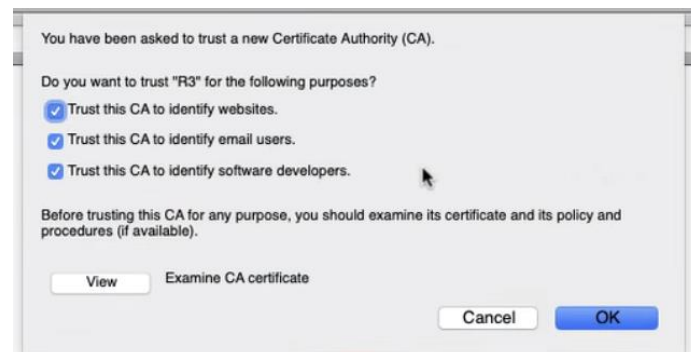 You have been asked to trust a new Certificate Authority (CA).
Do you want to trust "R3" for the following purposes?
Trust this CA to identify websites.
Trust this CA to identify email users.
Trust this CA to identify software developers.
Before trusting this CA for any purpose, you should examine its certificate and its policy and
procedures (if available).
View Examine CA certificate
Cancel OK